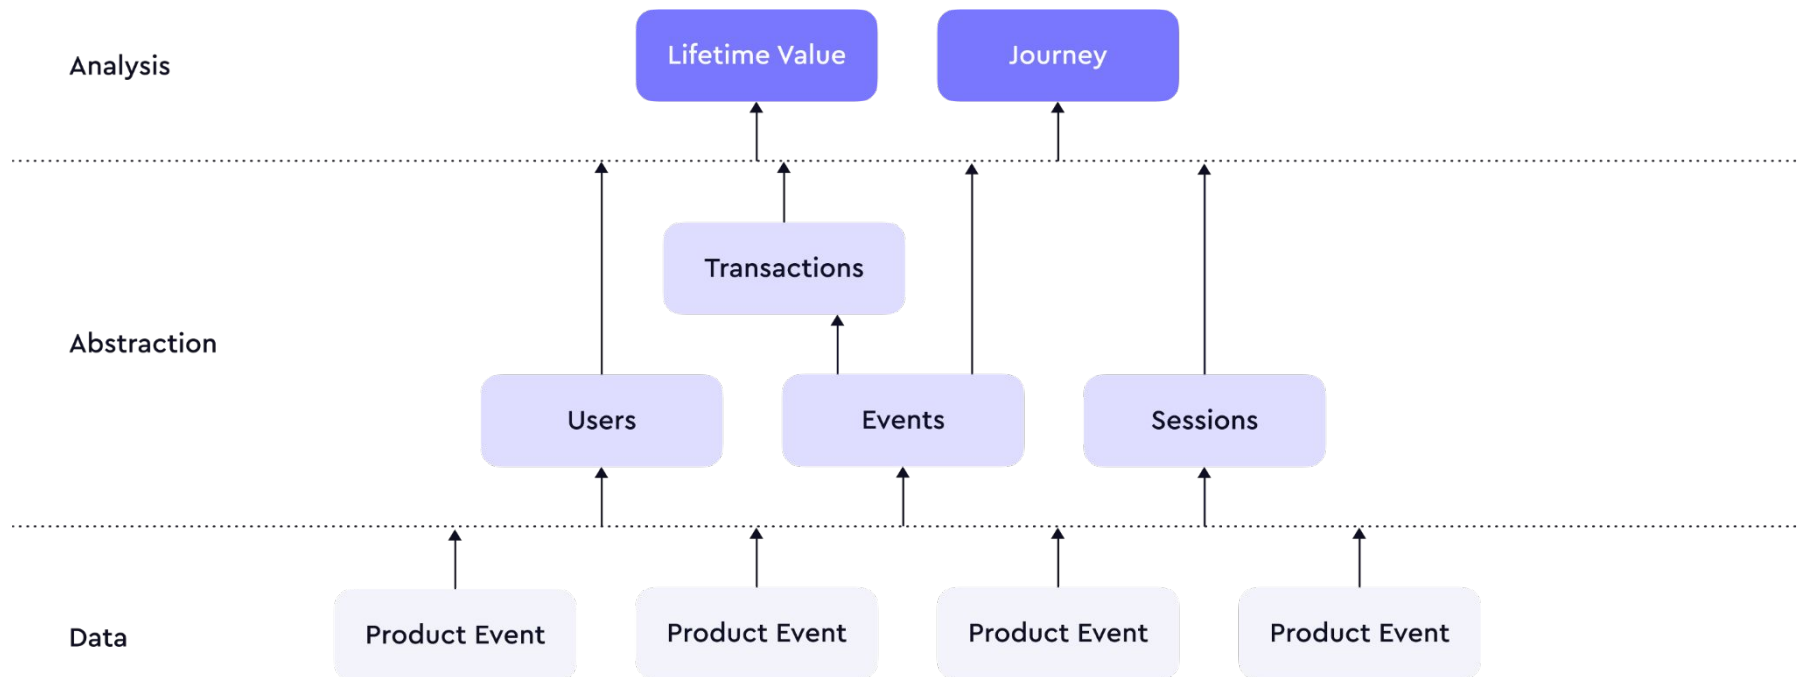 Analysis
Lifetime Value
Journey
Abstraction
Transactions
Users
Events
Sessions
Data
Product Event
Product Event
Product Event
Product Event